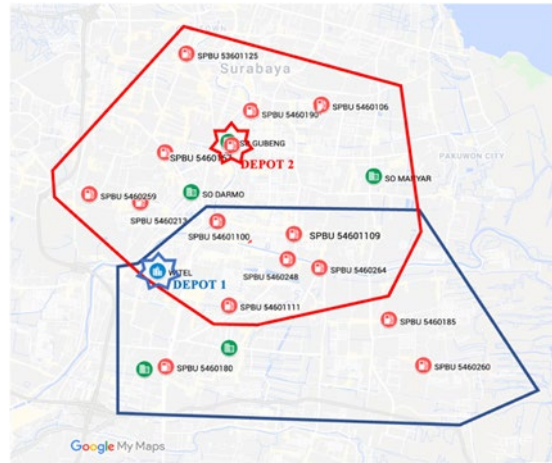 SPBU 53601125
Surabaya
SPBU 5460190
SPBU 5460106
GUBENG
DEPOT 2
PAKUWON CITY
SO MANYAR
SPBU 5460259
SO DARMO
SPBU 5460213
SPBU 54601100
SPBU 54601109
SPBU 5460248
SPBU 5460264
WITEL
DEPOT 1
SPBU 54601111
SPBU 5460185
SPBU 5460180
SPBU 5460260
Google My Maps